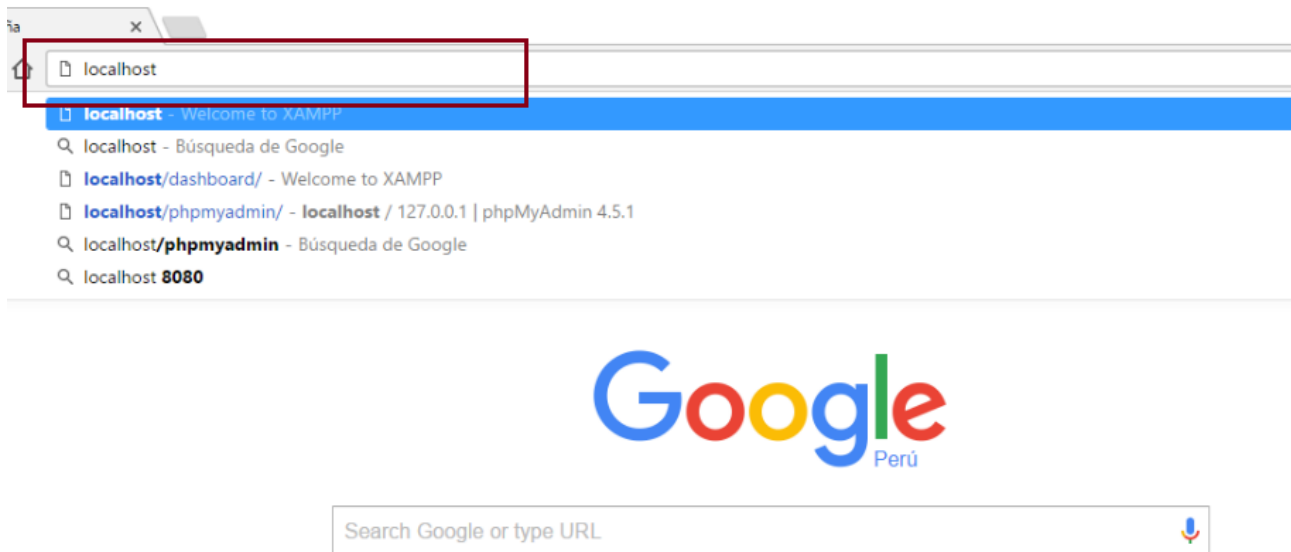 ña
localhost
localhost - Welcome to XAMPP
localhost - Búsqueda de Google
localhost/dashboard/ - Welcome to XAMPP
localhost/phpmyadmin/ - localhost / 127.0.0.1 | phpMyAdmin 4.5.1
localhost/phpmyadmin - Búsqueda de Google
localhost 8080
Google
Perú
Search Google or type URL